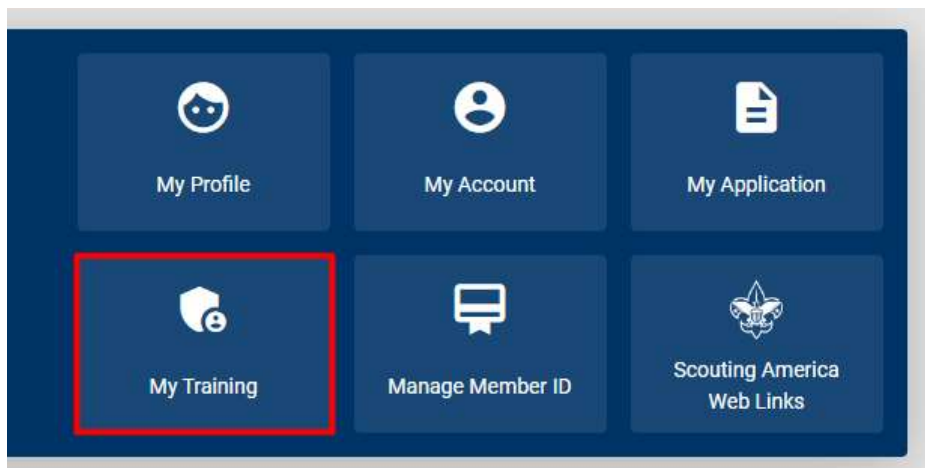 My Profile
My Account
My Application
My Training
Manage Member ID
Scouting America
Web Links